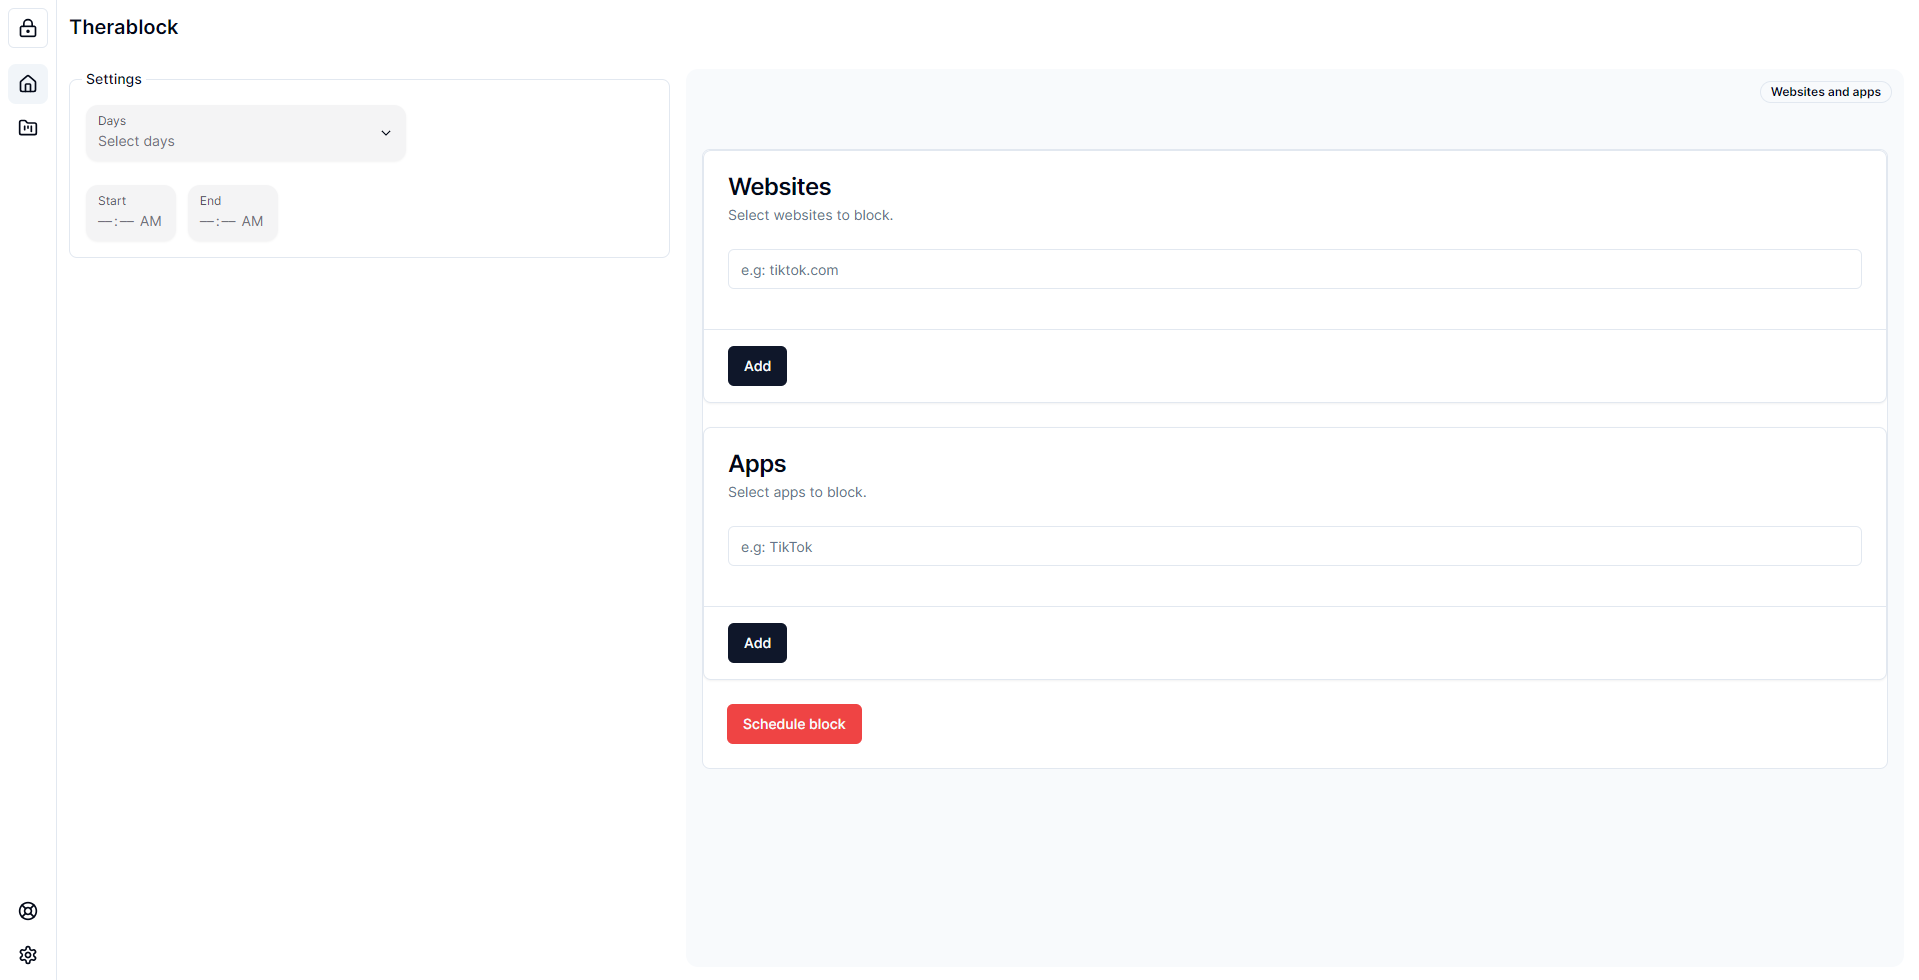 Therablock
Settings
Days
Select days
Start
––:–– AM
End
––:–– AM
Websites and apps
Websites
Select websites to block.
e.g: tiktok.com
Add
Apps
Select apps to block.
e.g: TikTok
Add
Schedule block